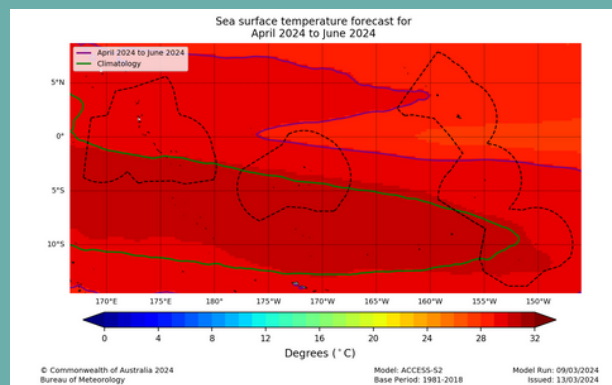 Sea surface temperature forecast for
April 2024 to June 2024
April 2024 to June 2024
Climatology
5°N
0°
5°S
10°S
170°E 175°E 180° 175°W 170°W 165°W 160°W 155°W 150°W
0 4 8 12 16 20 24 28 32
Degrees (°C)
© Commonwealth of Australia 2024 Model: ACCESS-S2 Model Run: 09/03/2024
Bureau of Meteorology Base Period: 1981-2018 Issued: 13/03/2024